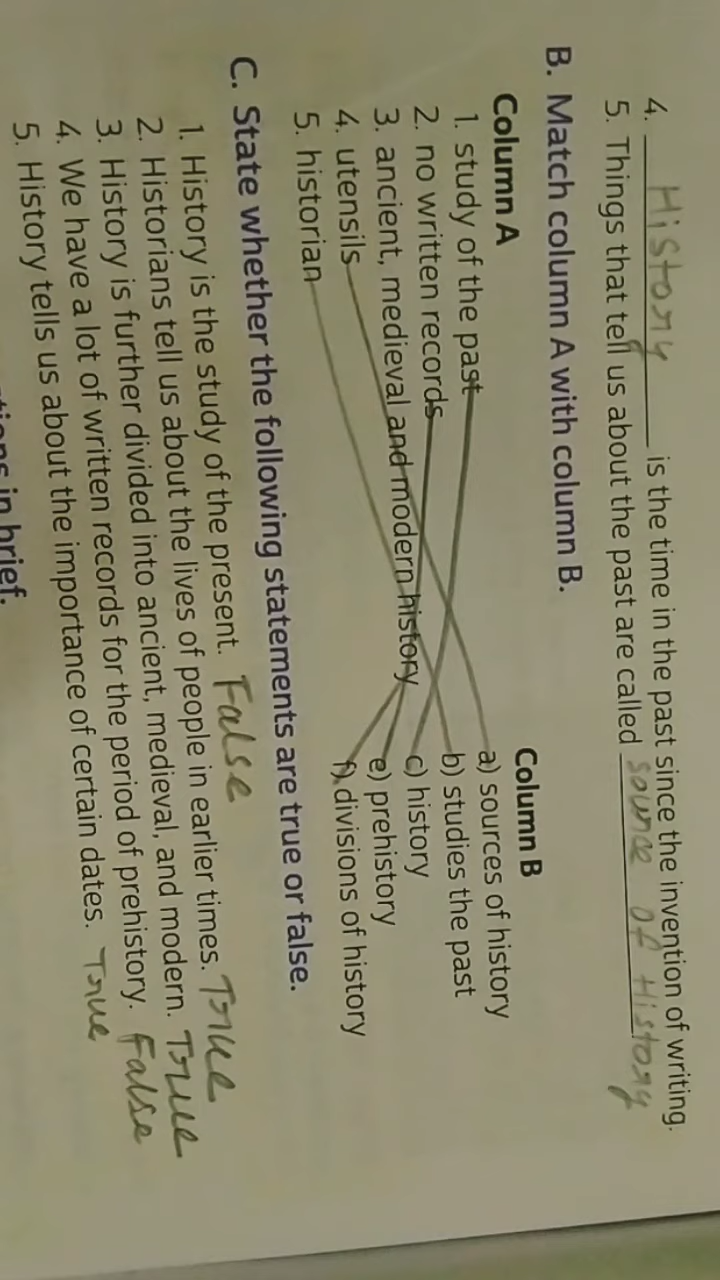 4. History is the time in the past since the invention of writing.
5. Things that tell us about the past are called source of History
B. Match column A with column B.
Column A Column B
1. study of the past a) sources of history
2. no written records b) studies the past
3. ancient, medieval and modern history c) history
4. utensils e) prehistory
5. historian f) divisions of history
C. State whether the following statements are true or false.
1. History is the study of the present. False
2. Historians tell us about the lives of people in earlier times. True
3. History is further divided into ancient, medieval, and modern. True
4. We have a lot of written records for the period of prehistory. False
5. History tells us about the importance of certain dates. True
in brief.